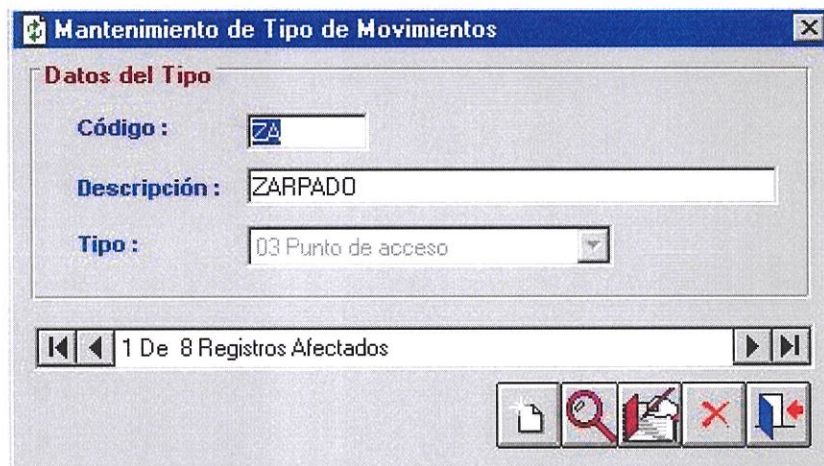 Mantenimiento de Tipo de Movimientos
Datos del Tipo
Código :
ZA
Descripción :
ZARPADO
Tipo :
03 Punto de acceso
1 De 8 Registros Afectados